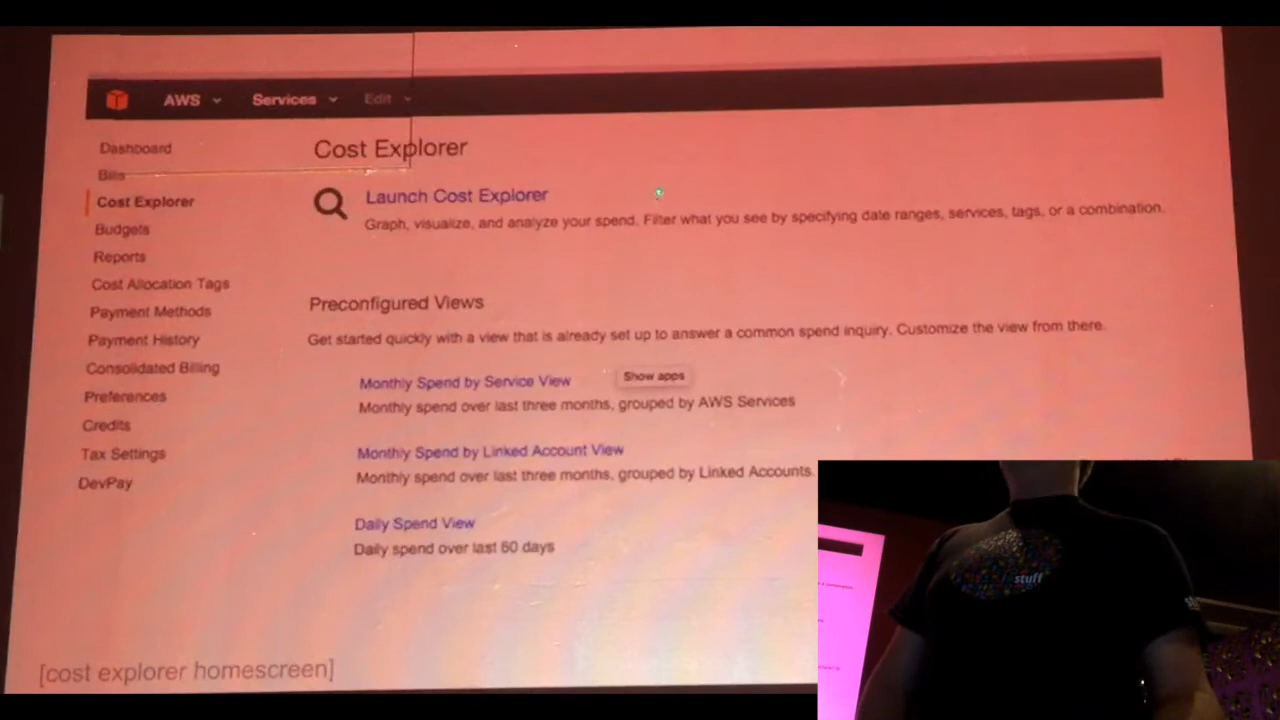 AWS Services Edit
Dashboard
Bills
Cost Explorer
Budgets
Reports
Cost Allocation Tags
Payment Methods
Payment History
Consolidated Billing
Preferences
Credits
Tax Settings
DevPay
Cost Explorer
Launch Cost Explorer
Graph, visualize, and analyze your spend. Filter what you see by specifying date ranges, services, tags, or a combination.
Preconfigured Views
Get started quickly with a view that is already set up to answer a common spend inquiry. Customize the view from there.
Monthly Spend by Service View
Show apps
Monthly spend over last three months, grouped by AWS Services
Monthly Spend by Linked Account View
Monthly spend over last three months, grouped by Linked Accounts.
Daily Spend View
Daily spend over last 60 days
[cost explorer homescreen]
stuff